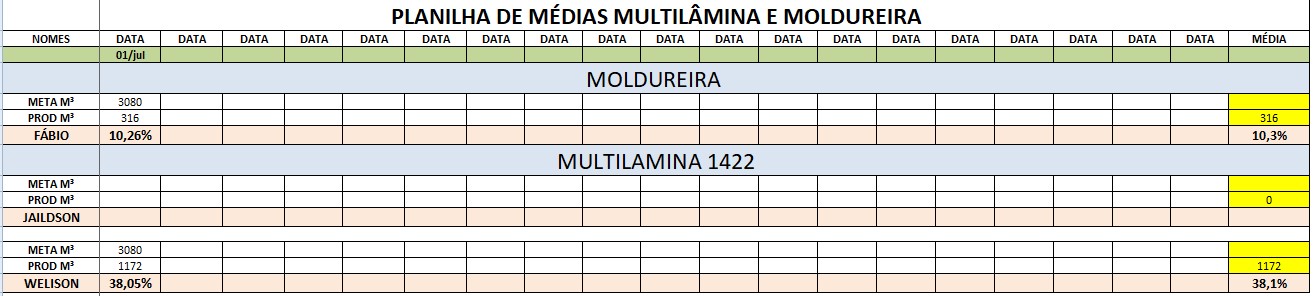 PLANILHA DE MÉDIAS MULTILÂMINA E MOLDUREIRA
NOMES DATA DATA DATA DATA DATA DATA DATA DATA DATA DATA DATA DATA DATA DATA DATA DATA DATA DATA DATA MÉDIA
01/jul
MOLDUREIRA
META M³ 3080
PROD M³ 316 316
FÁBIO 10,26% 10,3%
MULTILAMINA 1422
META M³
PROD M³ 0
JAILDSON
META M³ 3080
PROD M³ 1172 1172
WELISON 38,05% 38,1%